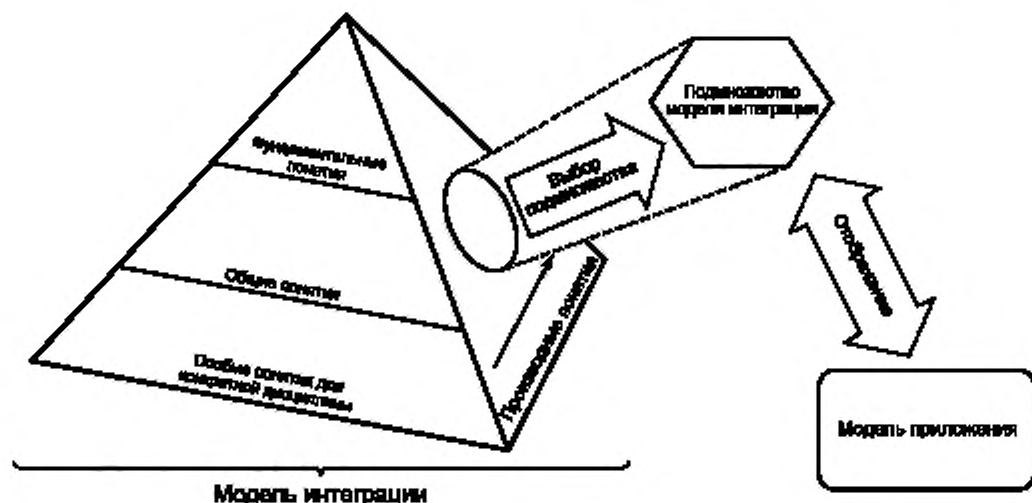 Фундаментальные
понятия
Общие понятия
Особые понятия для
конкретной дисциплины
Производные понятия
Выбор
подмножества
Подмножество
модели интеграции
Отображение
Модель приложения
Модель интеграции